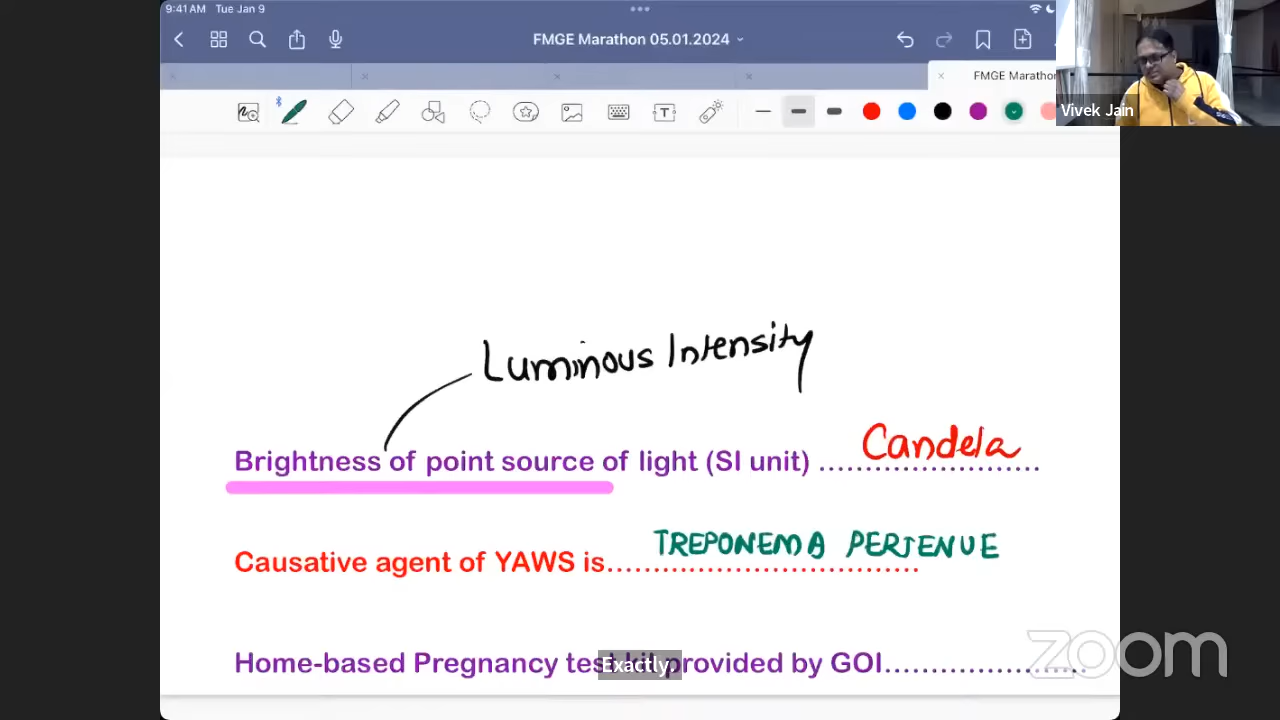 9:41 AM Tue Jan 9
FMGE Marathon 05.01.2024
FMGE Marathon
T
Vivek Jain
Luminous Intensity
Brightness of point source of light (SI unit) ........................ Candela
Causative agent of YAWS is.................................. TREPONEMA PERTENUE
Home-based Pregnancy test kit provided by GOI......................
Exactly,
zoom